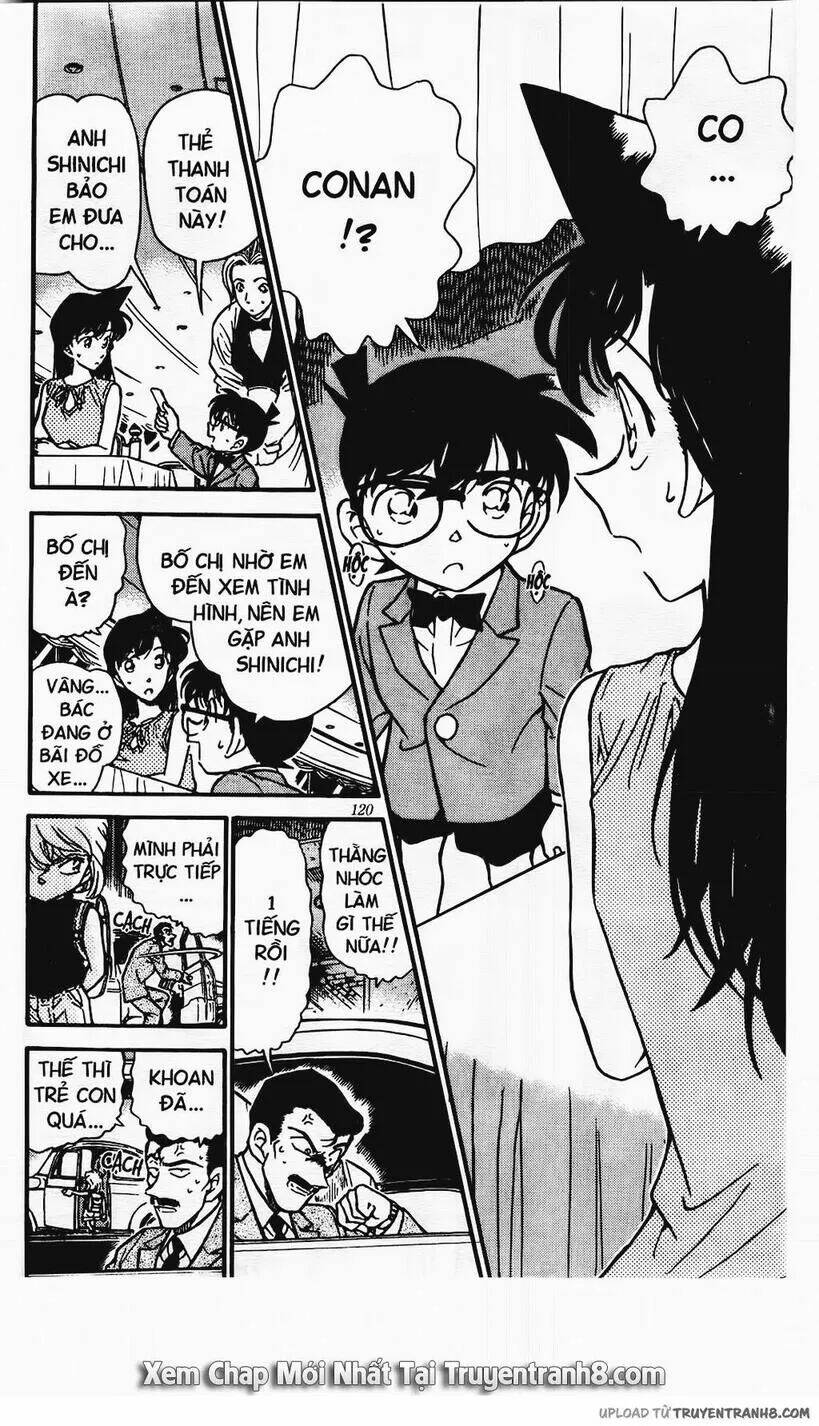 CO
...
CONAN
!?
THẺ
THANH
TOÁN
NÀY!
ANH
SHINICHI
BẢO
EM ĐƯA
CHO...
HỘC
HỘC
BỐ CHỊ NHỜ EM
ĐẾN XEM TÌNH
HÌNH, NÊN EM
GẶP ANH
SHINICHI!
BỐ CHỊ
ĐẾN
À?
VÂNG...
BÁC
ĐANG Ở
BÃI ĐỖ
XE...
120
THẰNG
NHÓC
LÀM
GÌ THẾ
NỮA!!
1
TIẾNG
RỒI
!!
MÌNH PHẢI
TRỰC TIẾP
...
CẠCH
KHOAN
ĐÃ...
THẾ THÌ
TRẺ CON
QUÁ...
CẠCH
Xem Chap Mới Nhất Tại Truyentranh8.com
UPLOAD TỪ TRUYENTRANH8.COM